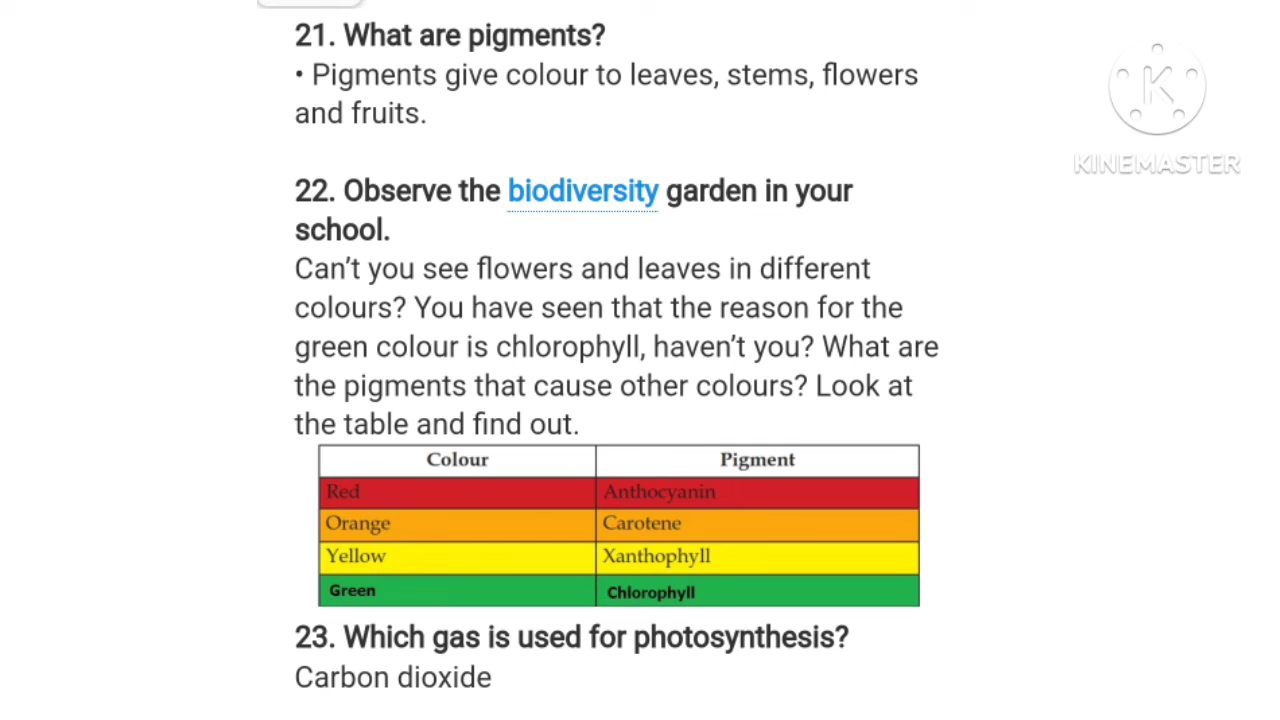 21. What are pigments?
• Pigments give colour to leaves, stems, flowers
and fruits.
K
KINEMASTER
22. Observe the biodiversity garden in your
school.
Can’t you see flowers and leaves in different
colours? You have seen that the reason for the
green colour is chlorophyll, haven’t you? What are
the pigments that cause other colours? Look at
the table and find out.
Colour Pigment
Red Anthocyanin
Orange Carotene
Yellow Xanthophyll
Green Chlorophyll
23. Which gas is used for photosynthesis?
Carbon dioxide